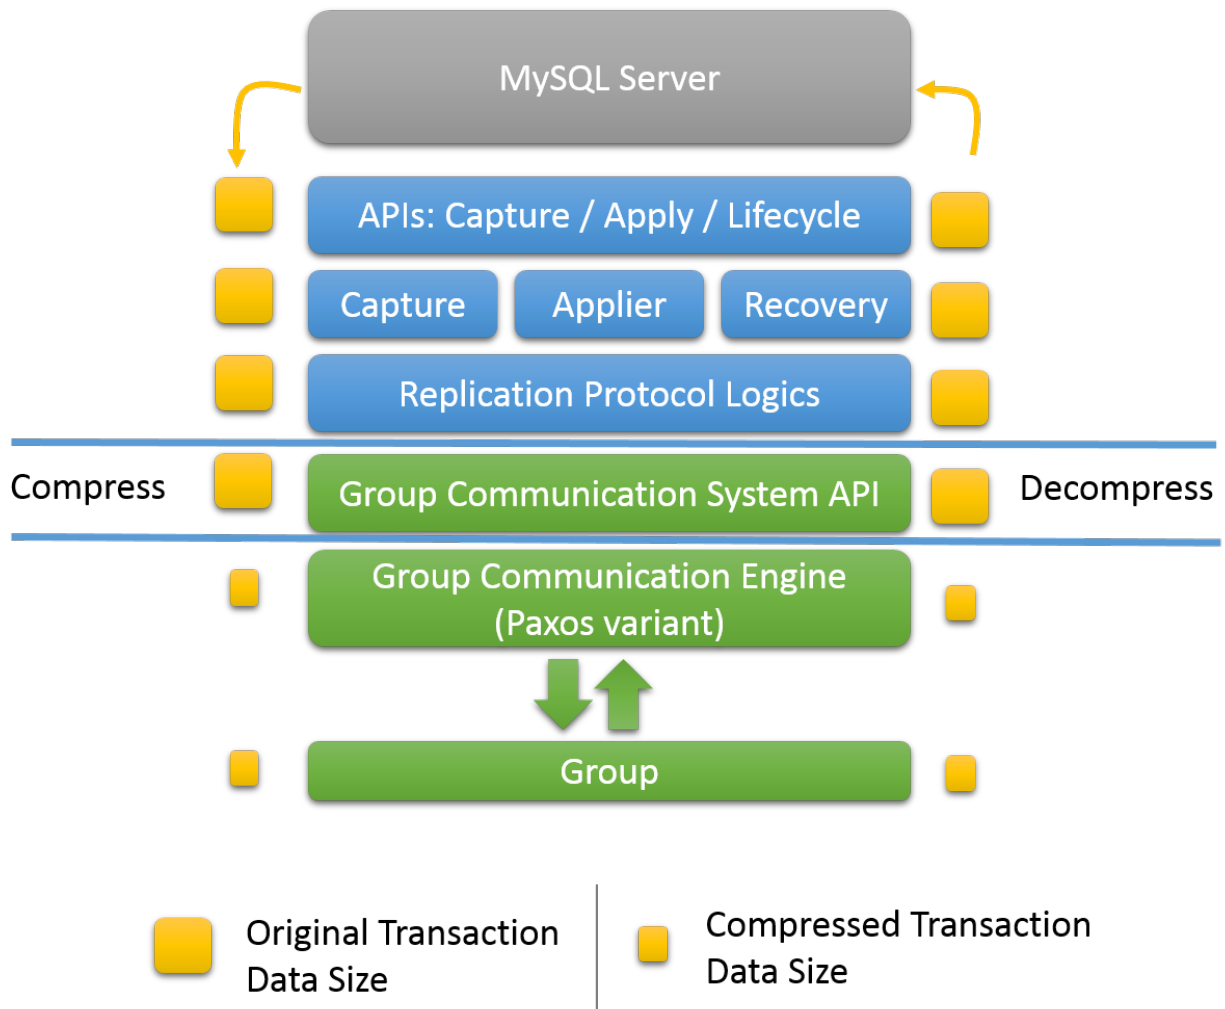 MySQL Server
APIs: Capture / Apply / Lifecycle
Capture
Applier
Recovery
Replication Protocol Logics
Compress
Group Communication System API
Decompress
Group Communication Engine
(Paxos variant)
Group
Original Transaction
Data Size
Compressed Transaction
Data Size